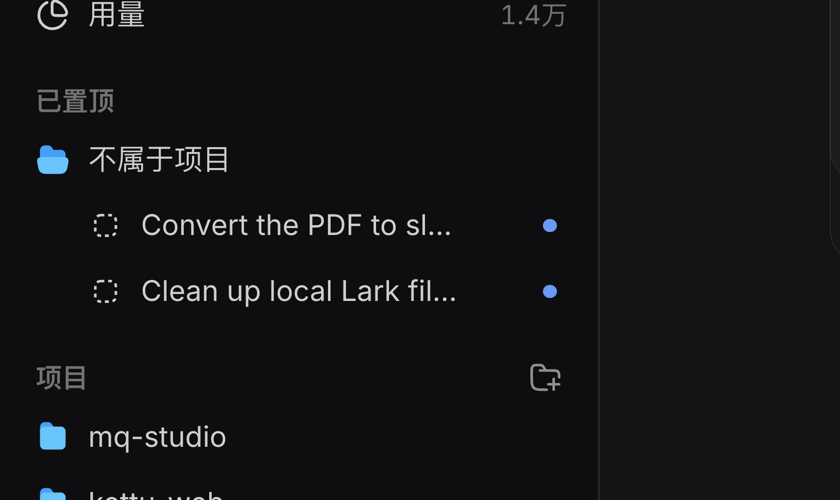 用量
1.4万
已置顶
不属于项目
Convert the PDF to sl...
Clean up local Lark fil...
项目
mq-studio